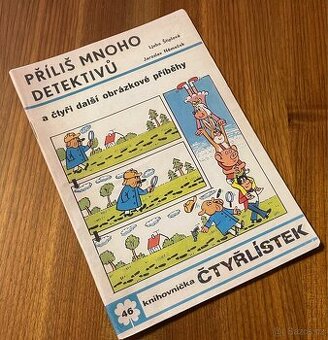 PŘÍLIŠ MNOHO
DETEKTIVŮ
Ljuba Štíplová
Jaroslav Němeček
a čtyři další obrázkové příběhy
46
knihovnička ČTYŘLÍSTEK